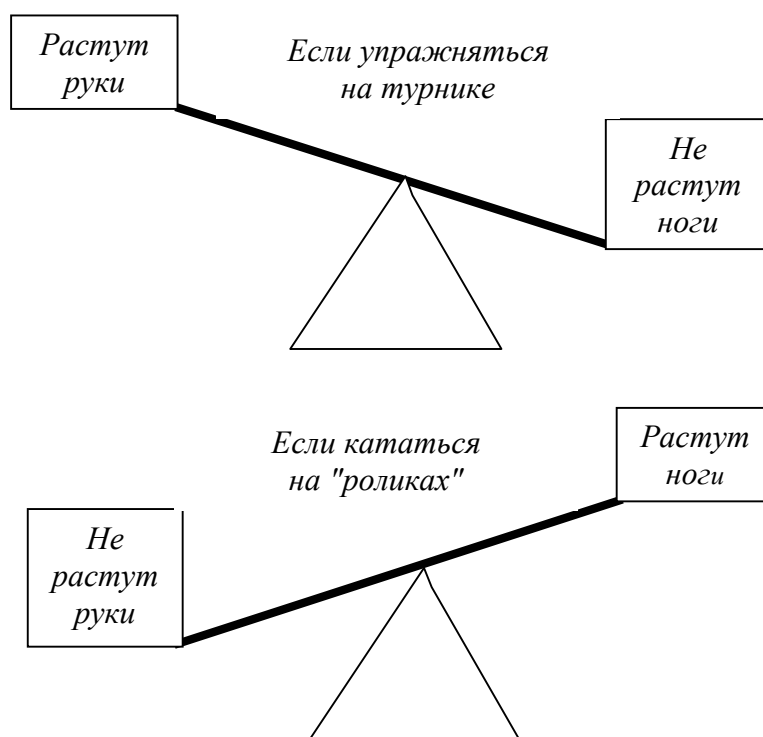 Растут
руки
Если упражняться
на турнике
Не
растут
ноги
Если кататься
на "роликах"
Растут
ноги
Не
растут
руки